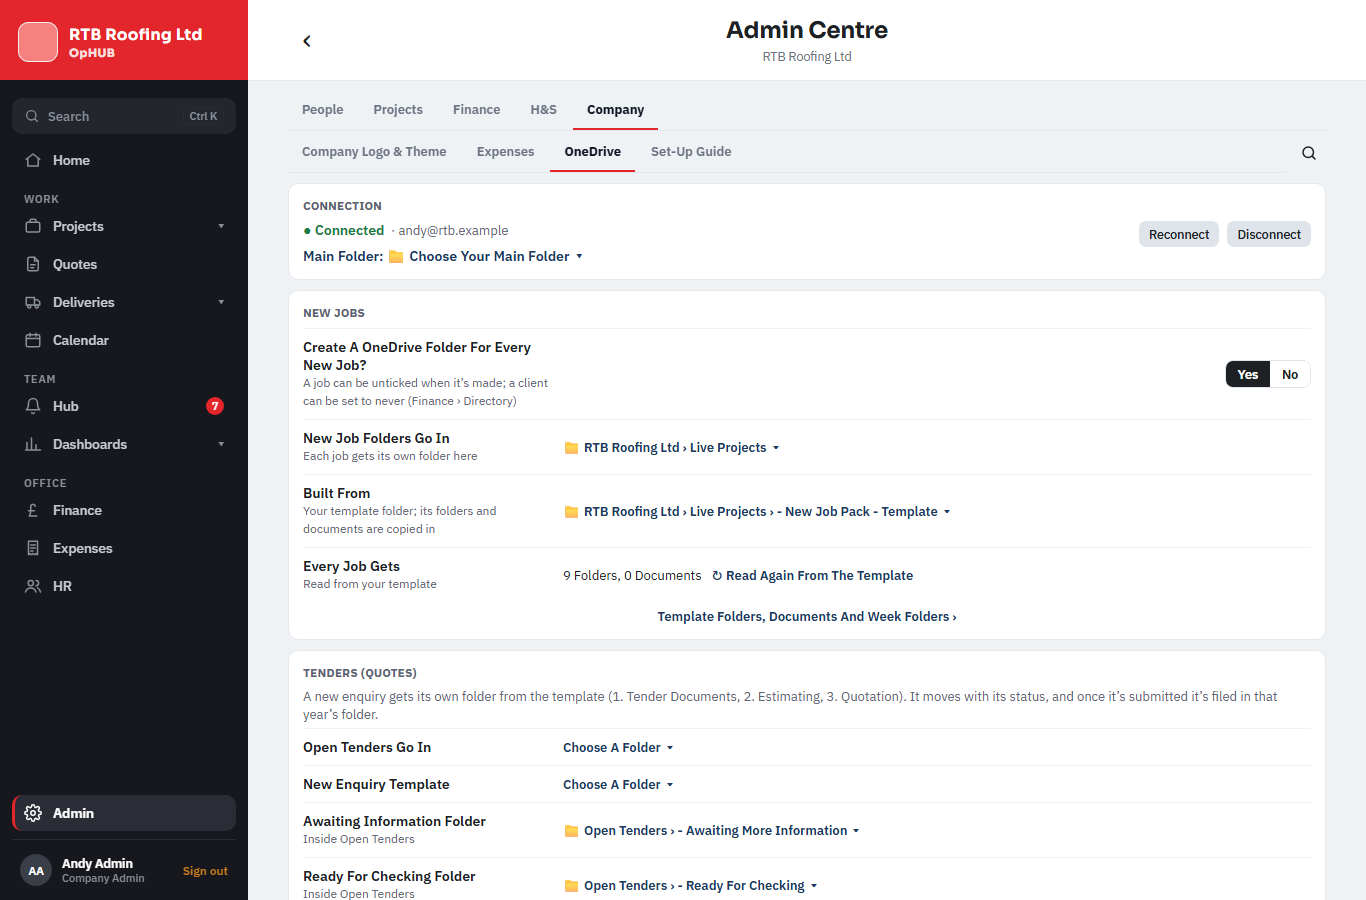 RTB Roofing Ltd
OpHUB
Search Ctrl K
Home
WORK
Projects
Quotes
Deliveries
Calendar
TEAM
Hub 7
Dashboards
OFFICE
Finance
Expenses
HR
Admin
AA Andy Admin
Company Admin
Sign out
Admin Centre
RTB Roofing Ltd
People Projects Finance H&S Company
Company Logo & Theme Expenses OneDrive Set-Up Guide
CONNECTION
● Connected · andy@rtb.example
Reconnect Disconnect
Main Folder: Choose Your Main Folder
NEW JOBS
Create A OneDrive Folder For Every
New Job?
A job can be unticked when it’s made; a client
can be set to never (Finance › Directory)
Yes No
New Job Folders Go In
Each job gets its own folder here
RTB Roofing Ltd › Live Projects
Built From
Your template folder; its folders and
documents are copied in
RTB Roofing Ltd › Live Projects › - New Job Pack - Template
Every Job Gets
Read from your template
9 Folders, 0 Documents ↻ Read Again From The Template
Template Folders, Documents And Week Folders ›
TENDERS (QUOTES)
A new enquiry gets its own folder from the template (1. Tender Documents, 2. Estimating, 3. Quotation). It moves with its status, and once it’s submitted it’s filed in that
year’s folder.
Open Tenders Go In Choose A Folder
New Enquiry Template Choose A Folder
Awaiting Information Folder
Inside Open Tenders
Open Tenders › - Awaiting More Information
Ready For Checking Folder
Inside Open Tenders
Open Tenders › - Ready For Checking